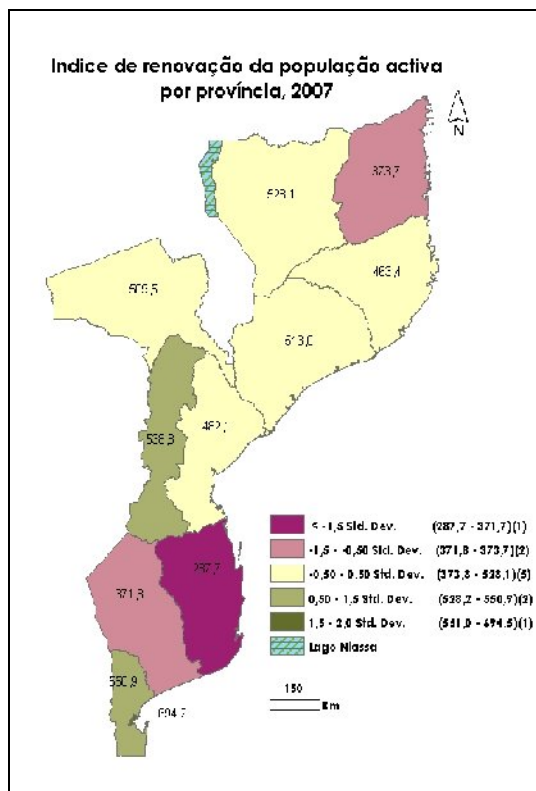 Indice de renovação da população activa
por província, 2007
N
373,7
528,1
463,4
509,5
513,0
482,
538,3
287,7
371,8
550,9
694,
< -1,5 Std. Dev. (287,7 - 371,7)(1)
-1,5 - -0,50 Std. Dev. (371,8 - 373,7)(2)
-0,50 - 0,50 Std. Dev. (373,8 - 528,1)(5)
0,50 - 1,5 Std. Dev. (528,2 - 550,9)(2)
1,5 - 2,0 Std. Dev. (551,0 - 694,5)(1)
Lago Niassa
150
Km